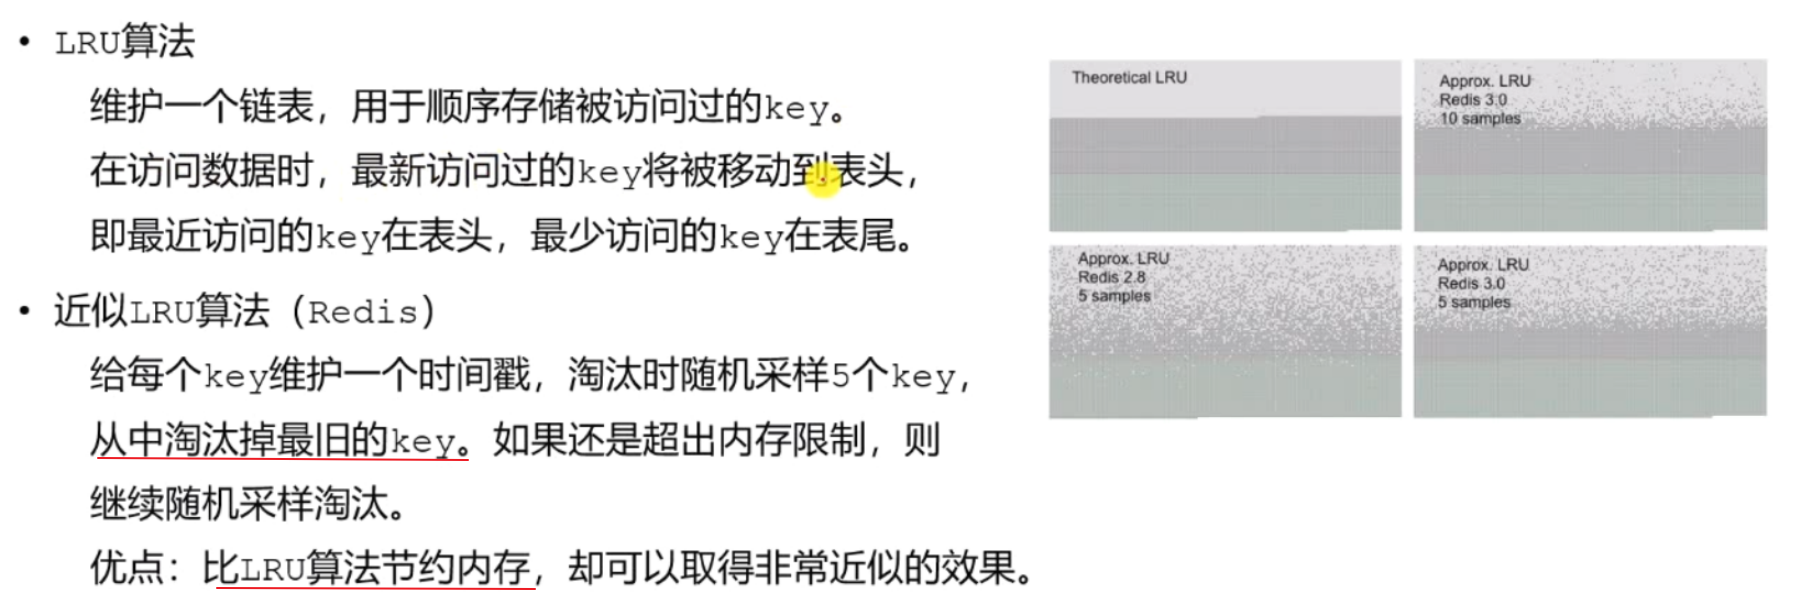 • LRU算法
维护一个链表，用于顺序存储被访问过的key。
在访问数据时，最新访问过的key将被移动到表头，
即最近访问的key在表头，最少访问的key在表尾。
• 近似LRU算法（Redis）
给每个key维护一个时间戳，淘汰时随机采样5个key，
从中淘汰掉最旧的key。如果还是超出内存限制，则
继续随机采样淘汰。
优点：比LRU算法节约内存，却可以取得非常近似的效果。
Theoretical LRU
Approx. LRU
Redis 3.0
10 samples
Approx. LRU
Redis 2.8
5 samples
Approx. LRU
Redis 3.0
5 samples